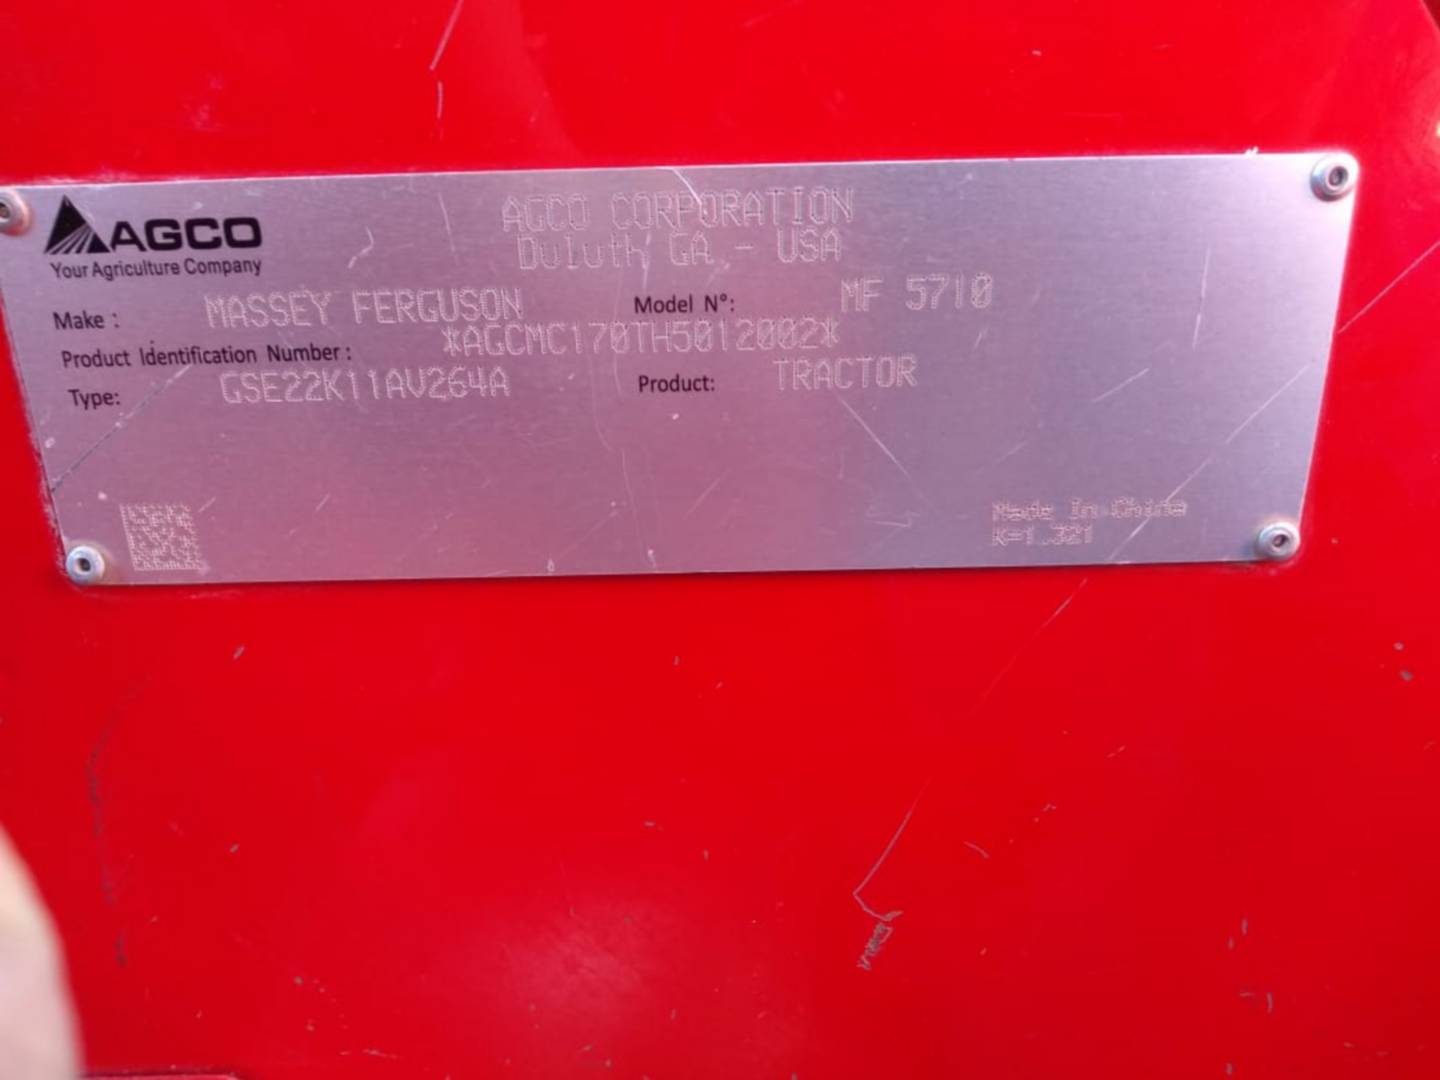 AGCO
Your Agriculture Company
AGCO CORPORATION
Duluth GA - USA
Make : MASSEY FERGUSON Model N°: MF 5710
Product Identification Number : *AGCMC170TH5012002*
Type: GSE22K11AV264A Product: TRACTOR
Made in China